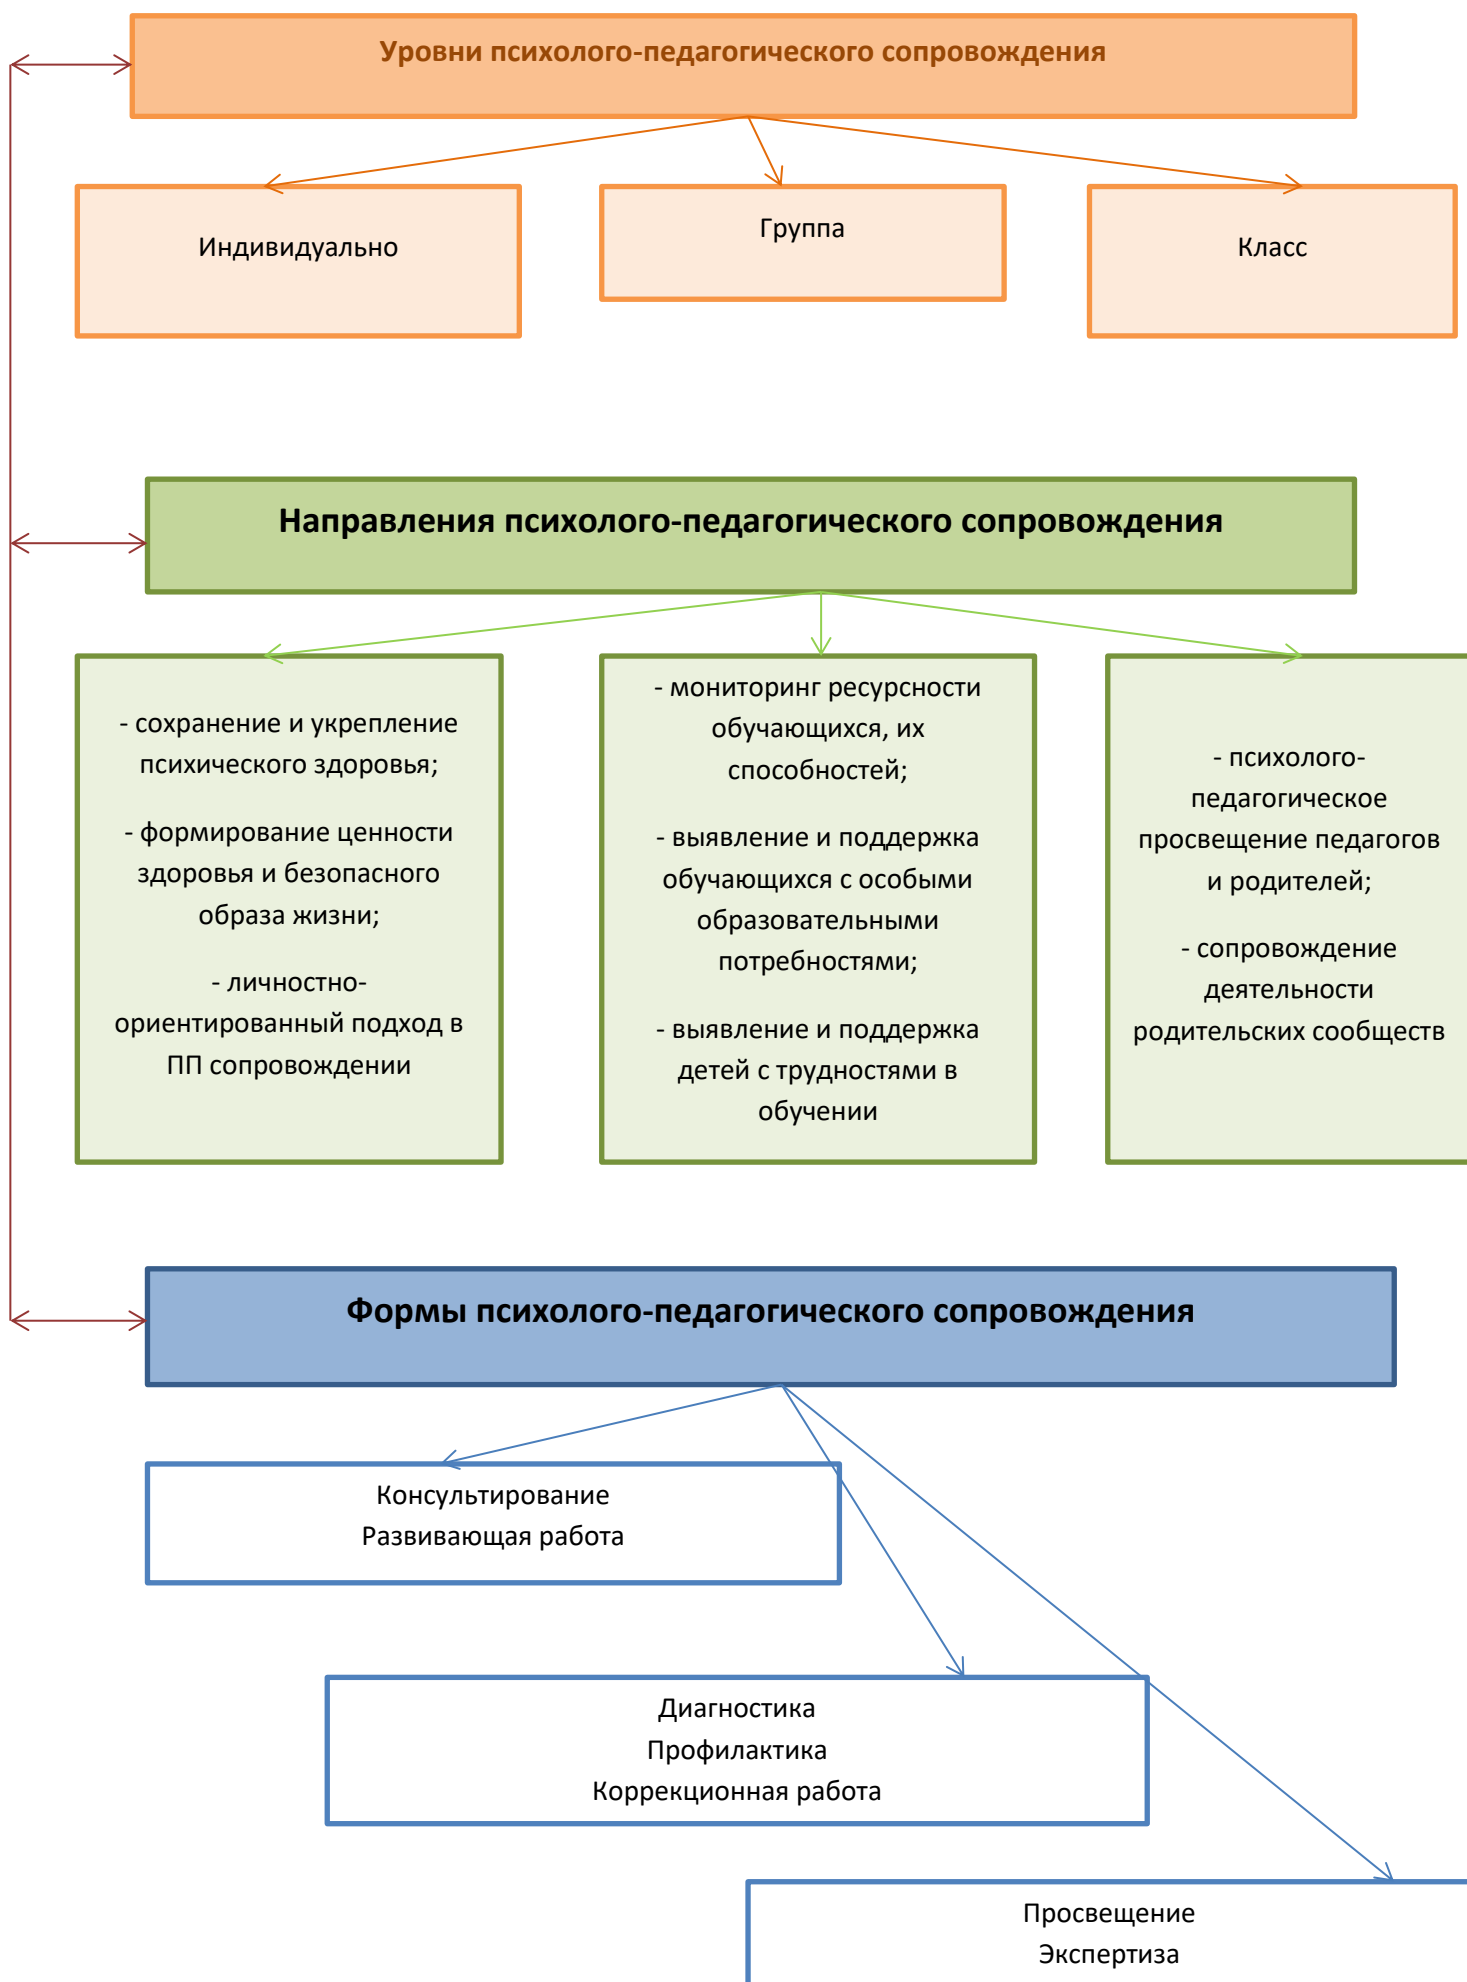 Уровни психолого-педагогического сопровождения
Индивидуально
Группа
Класс
Направления психолого-педагогического сопровождения
- сохранение и укрепление
психического здоровья;
- формирование ценности
здоровья и безопасного
образа жизни;
- личностно-
ориентированный подход в
ПП сопровождении
- мониторинг ресурсности
обучающихся, их
способностей;
- выявление и поддержка
обучающихся с особыми
образовательными
потребностями;
- выявление и поддержка
детей с трудностями в
обучении
- психолого-
педагогическое
просвещение педагогов
и родителей;
- сопровождение
деятельности
родительских сообществ
Формы психолого-педагогического сопровождения
Консультирование
Развивающая работа
Диагностика
Профилактика
Коррекционная работа
Просвещение
Экспертиза